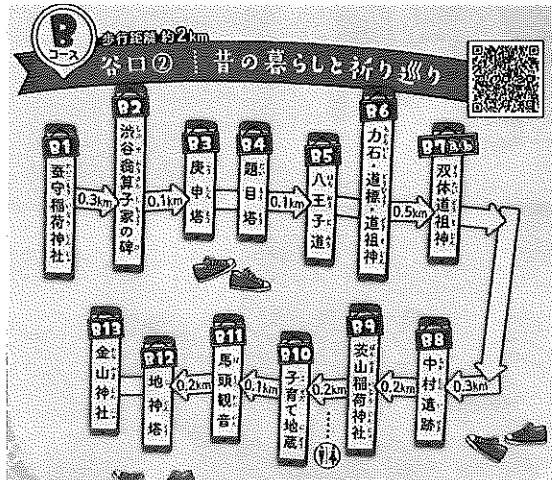 B
コース
歩行距離 約2km
谷口② 昔の暮らしと祈り巡り
B1
蚕守稲荷神社
0.3km
B2
渋谷翁算子家の碑
0.1km
B3
庚申塔
B4
題目塔
0.1km
B5
八王子道
B6
力石・道標・道祖神
0.5km
B7a,b
双体道祖神
0.3km
B8
中村遺跡
0.2km
B9
茨山稲荷神社
0.2km
B10
子育て地蔵
0.1km
B11
馬頭観音
0.2km
B12
地神塔
B13
金山神社